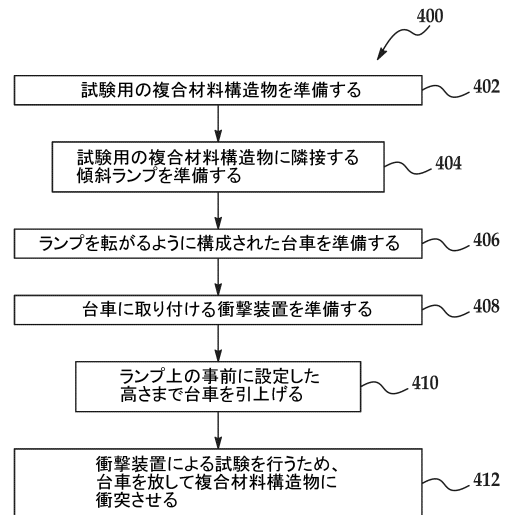 400
試験用の複合材料構造物を準備する
402
試験用の複合材料構造物に隣接する
傾斜ランプを準備する
404
ランプを転がるように構成された台車を準備する
406
台車に取り付ける衝撃装置を準備する
408
ランプ上の事前に設定した
高さまで台車を引上げる
410
衝撃装置による試験を行うため、
台車を放して複合材料構造物に
衝突させる
412